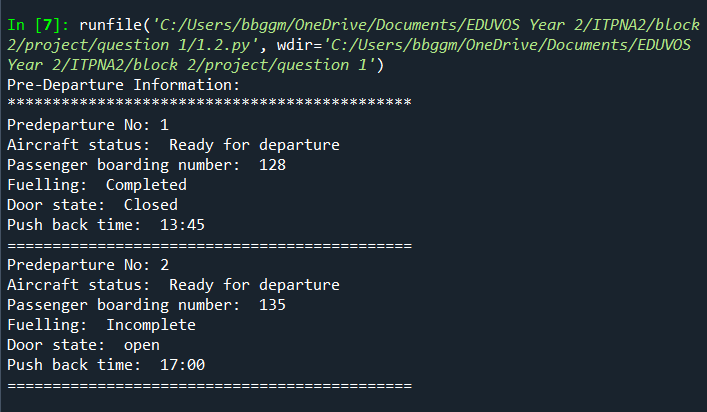 In [7]: runfile('C:/Users/bbggm/OneDrive/Documents/EDUVOS Year 2/ITPNA2/block
2/project/question 1/1.2.py', wdir='C:/Users/bbggm/OneDrive/Documents/EDUVOS
Year 2/ITPNA2/block 2/project/question 1')
Pre-Departure Information:
*********************************************
Predeparture No: 1
Aircraft status:  Ready for departure
Passenger boarding number:  128
Fuelling:  Completed
Door state:  Closed
Push back time:  13:45
=============================================
Predeparture No: 2
Aircraft status:  Ready for departure
Passenger boarding number:  135
Fuelling:  Incomplete
Door state:  open
Push back time:  17:00
=============================================